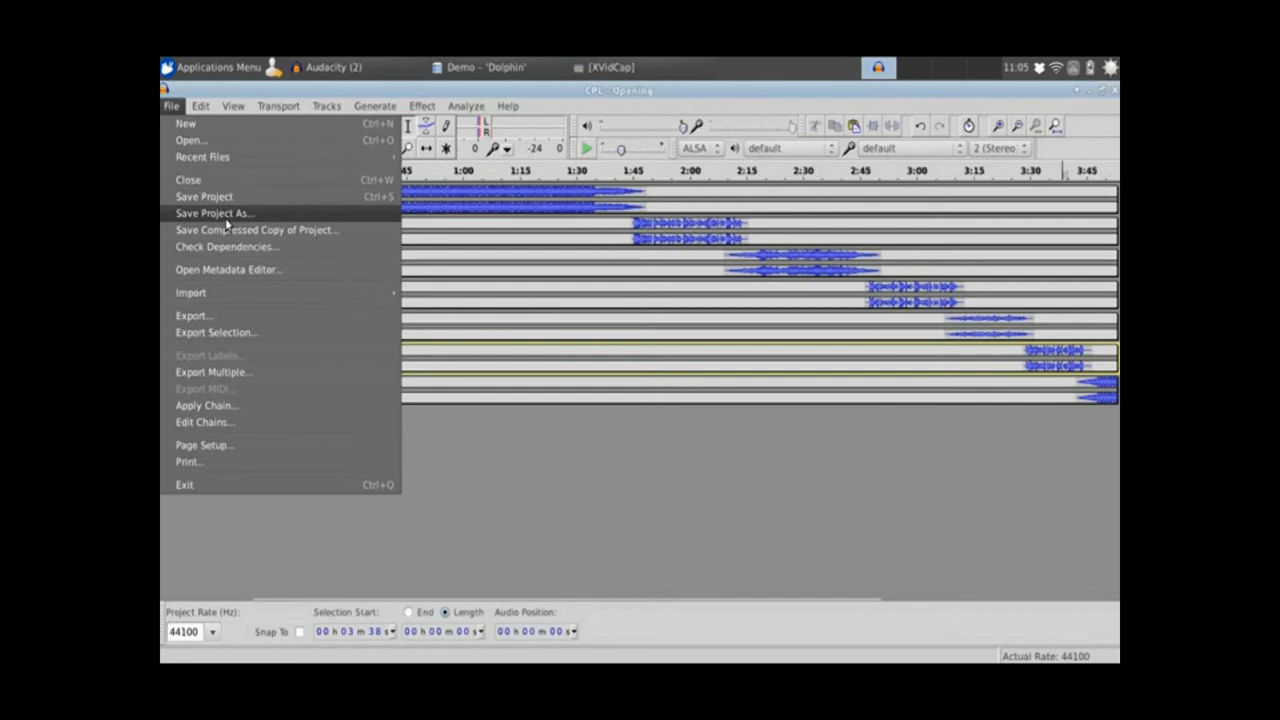 Applications Menu Audacity (2) Demo - 'Dolphin' [XVidCap] 11:05
CPL - Opening
File Edit View Transport Tracks Generate Effect Analyze Help
New Ctrl+N
Open... Ctrl+O
Recent Files
Close Ctrl+W
Save Project Ctrl+S
Save Project As...
Save Compressed Copy of Project...
Check Dependencies...
Open Metadata Editor...
Import
Export...
Export Selection...
Export Labels...
Export Multiple...
Export MIDI...
Apply Chain...
Edit Chains...
Page Setup...
Print...
Exit Ctrl+Q
L
R
0 -24 0 ALSA default default 2 (Stereo
45 1:00 1:15 1:30 1:45 2:00 2:15 2:30 2:45 3:00 3:15 3:30 3:45
Project Rate (Hz): Selection Start: End Length Audio Position:
44100 Snap To 00 h 03 m 38 s 00 h 00 m 00 s 00 h 00 m 00 s
Actual Rate: 44100